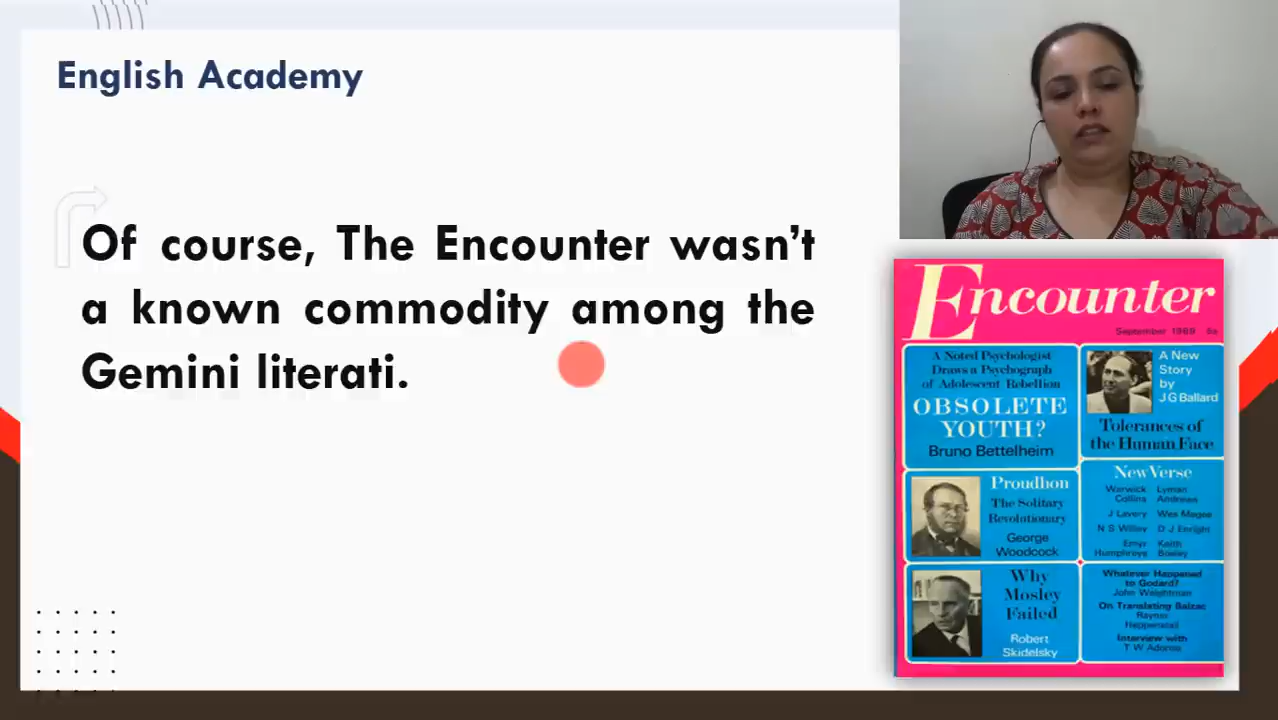 English Academy
Of course, The Encounter wasn't
a known commodity among the
Gemini literati.
Encounter
September 1969 5s
A Noted Psychologist
Draws a Psychograph
of Adolescent Rebellion
OBSOLETE
YOUTH?
Bruno Bettelheim
A New
Story
by
J G Ballard
Tolerances of
the Human Face
Proudhon
The Solitary
Revolutionary
George
Woodcock
New Verse
Warwick
Collins
Lyman
Andrews
J Lavery
Wes Magee
N S Willey
D J Enright
Emyr
Humphreys
Keith
Bosley
Why
Mosley
Failed
Robert
Skidelsky
Whatever Happened
to Godard?
John Weightman
On Translating Balzac
Rayner
Heppenstall
Interview with
T W Adorno